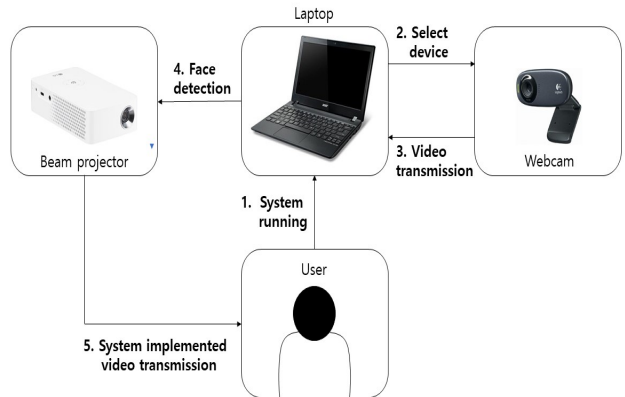 Laptop
2. Select
device
4. Face
detection
Beam projector
3. Video
transmission
Webcam
1. System
running
User
5. System implemented
video transmission